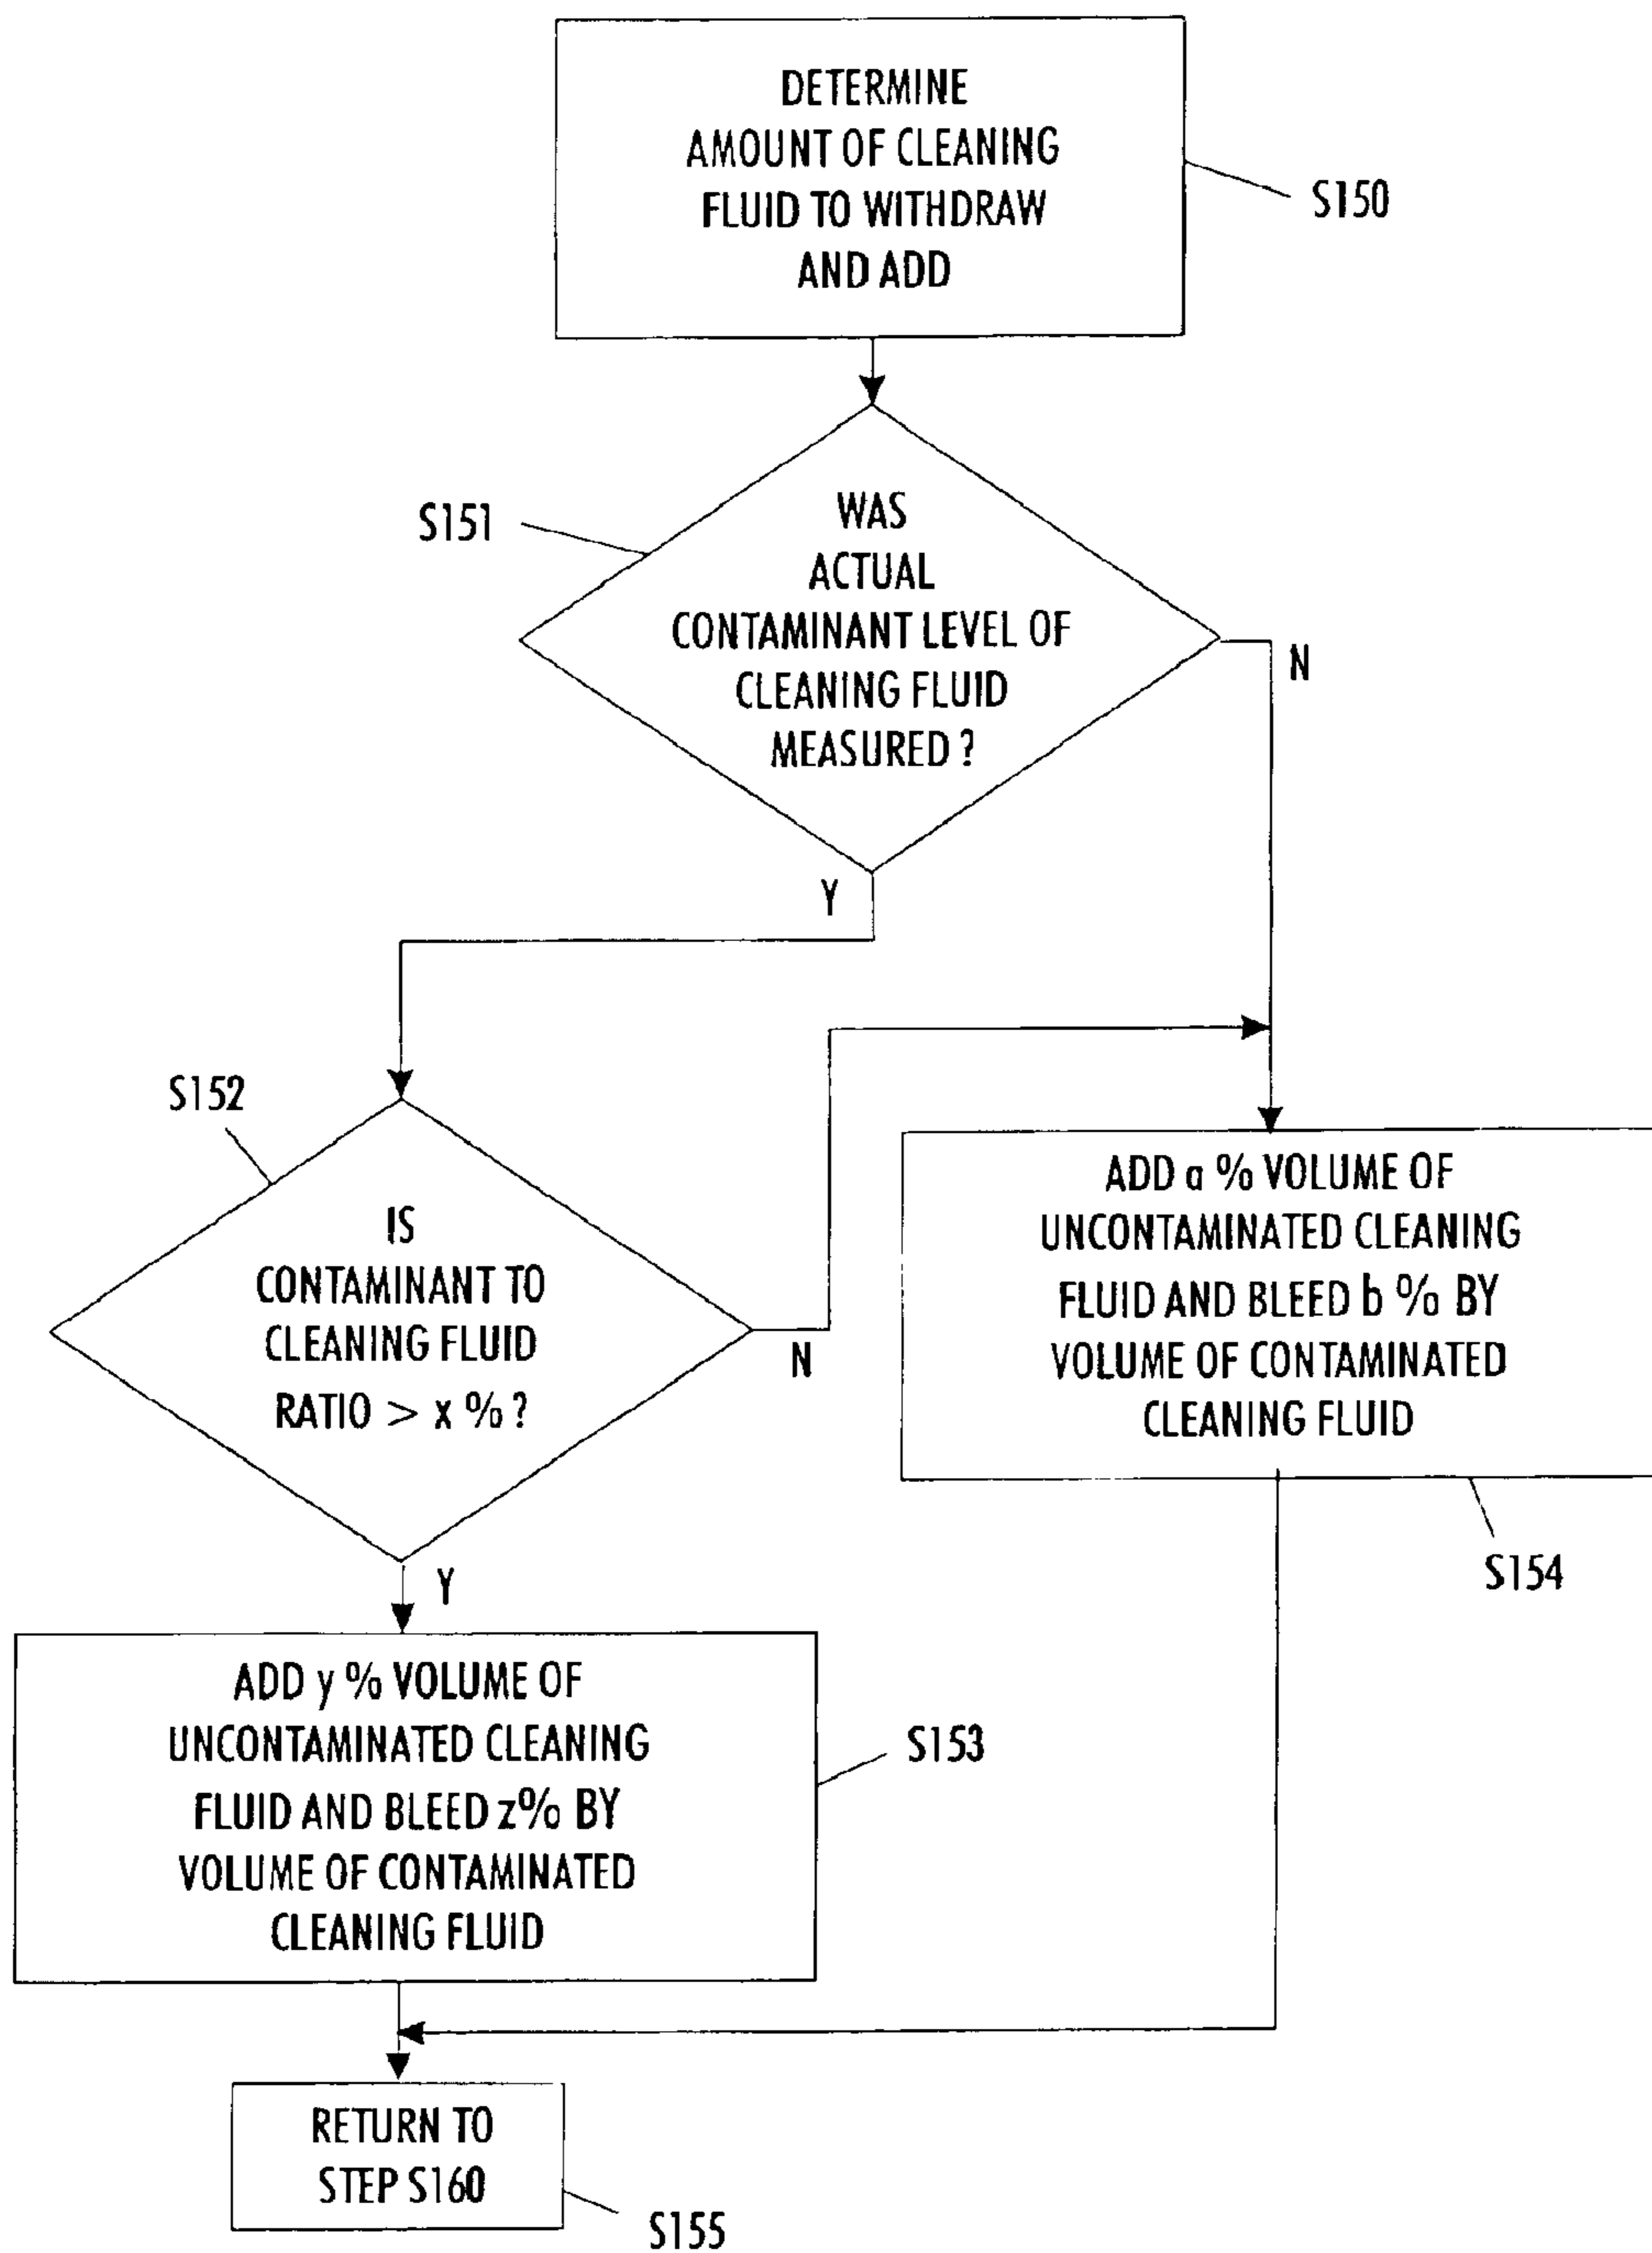 DETERMINE
AMOUNT OF CLEANING
FLUID TO WITHDRAW
AND ADD
S150
S151
WAS
ACTUAL
CONTAMINANT LEVEL OF
CLEANING FLUID
MEASURED ?
N
Y
S152
IS
CONTAMINANT TO
CLEANING FLUID
RATIO > x % ?
N
Y
ADD a % VOLUME OF
UNCONTAMINATED CLEANING
FLUID AND BLEED b % BY
VOLUME OF CONTAMINATED
CLEANING FLUID
S154
ADD y % VOLUME OF
UNCONTAMINATED CLEANING
FLUID AND BLEED z% BY
VOLUME OF CONTAMINATED
CLEANING FLUID
S153
RETURN TO
STEP S160
S155